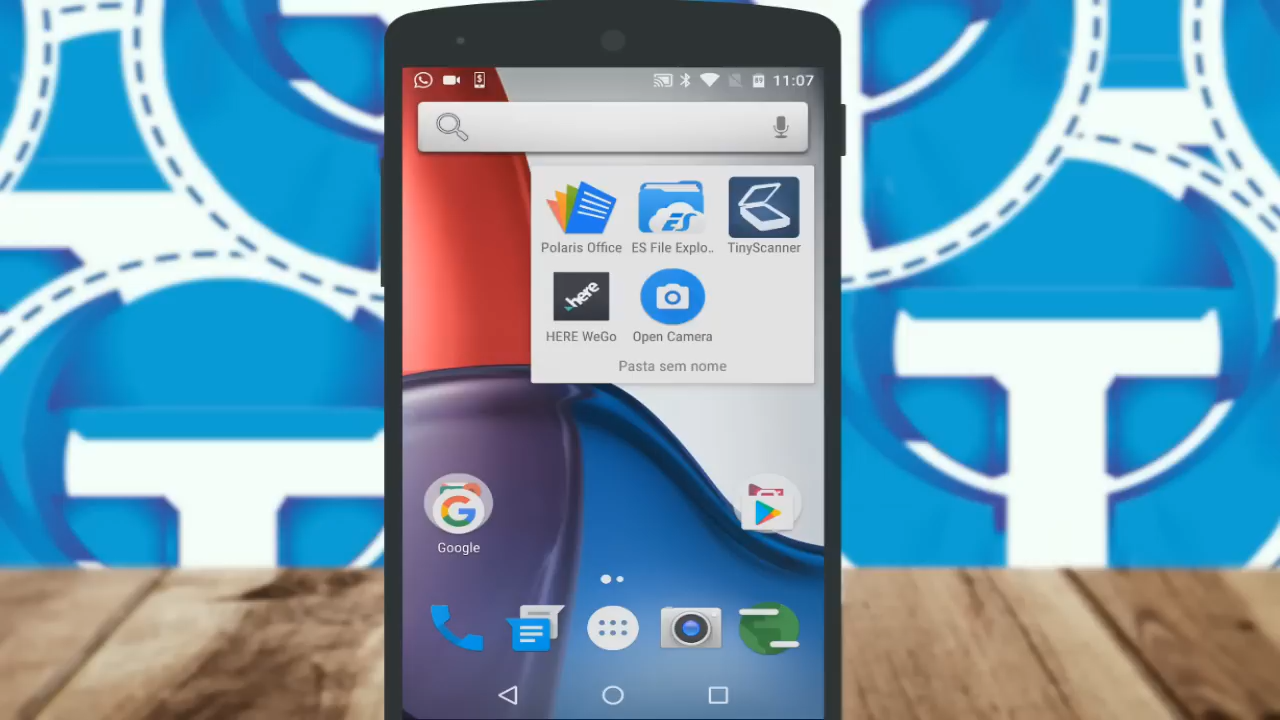 11:07
Polaris Office ES File Explo.. TinyScanner
here
HERE WeGo Open Camera
Pasta sem nome
Google